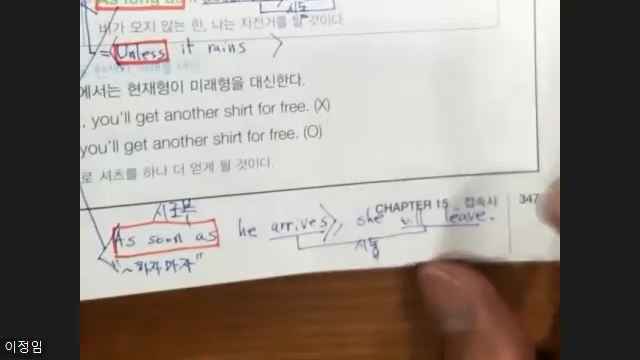 As long as
비가 오지 않는 한, 나는 자전거를 탈 것이다.
= Unless it rains
에서는 현재형이 미래형을 대신한다.
, you'll get another shirt for free. (X)
you'll get another shirt for free. (O)
로 셔츠를 하나 더 얻게 될 것이다.
CHAPTER 15 접속사 347
As soon as he arrives, she will leave.
"~하자마자"
이정임